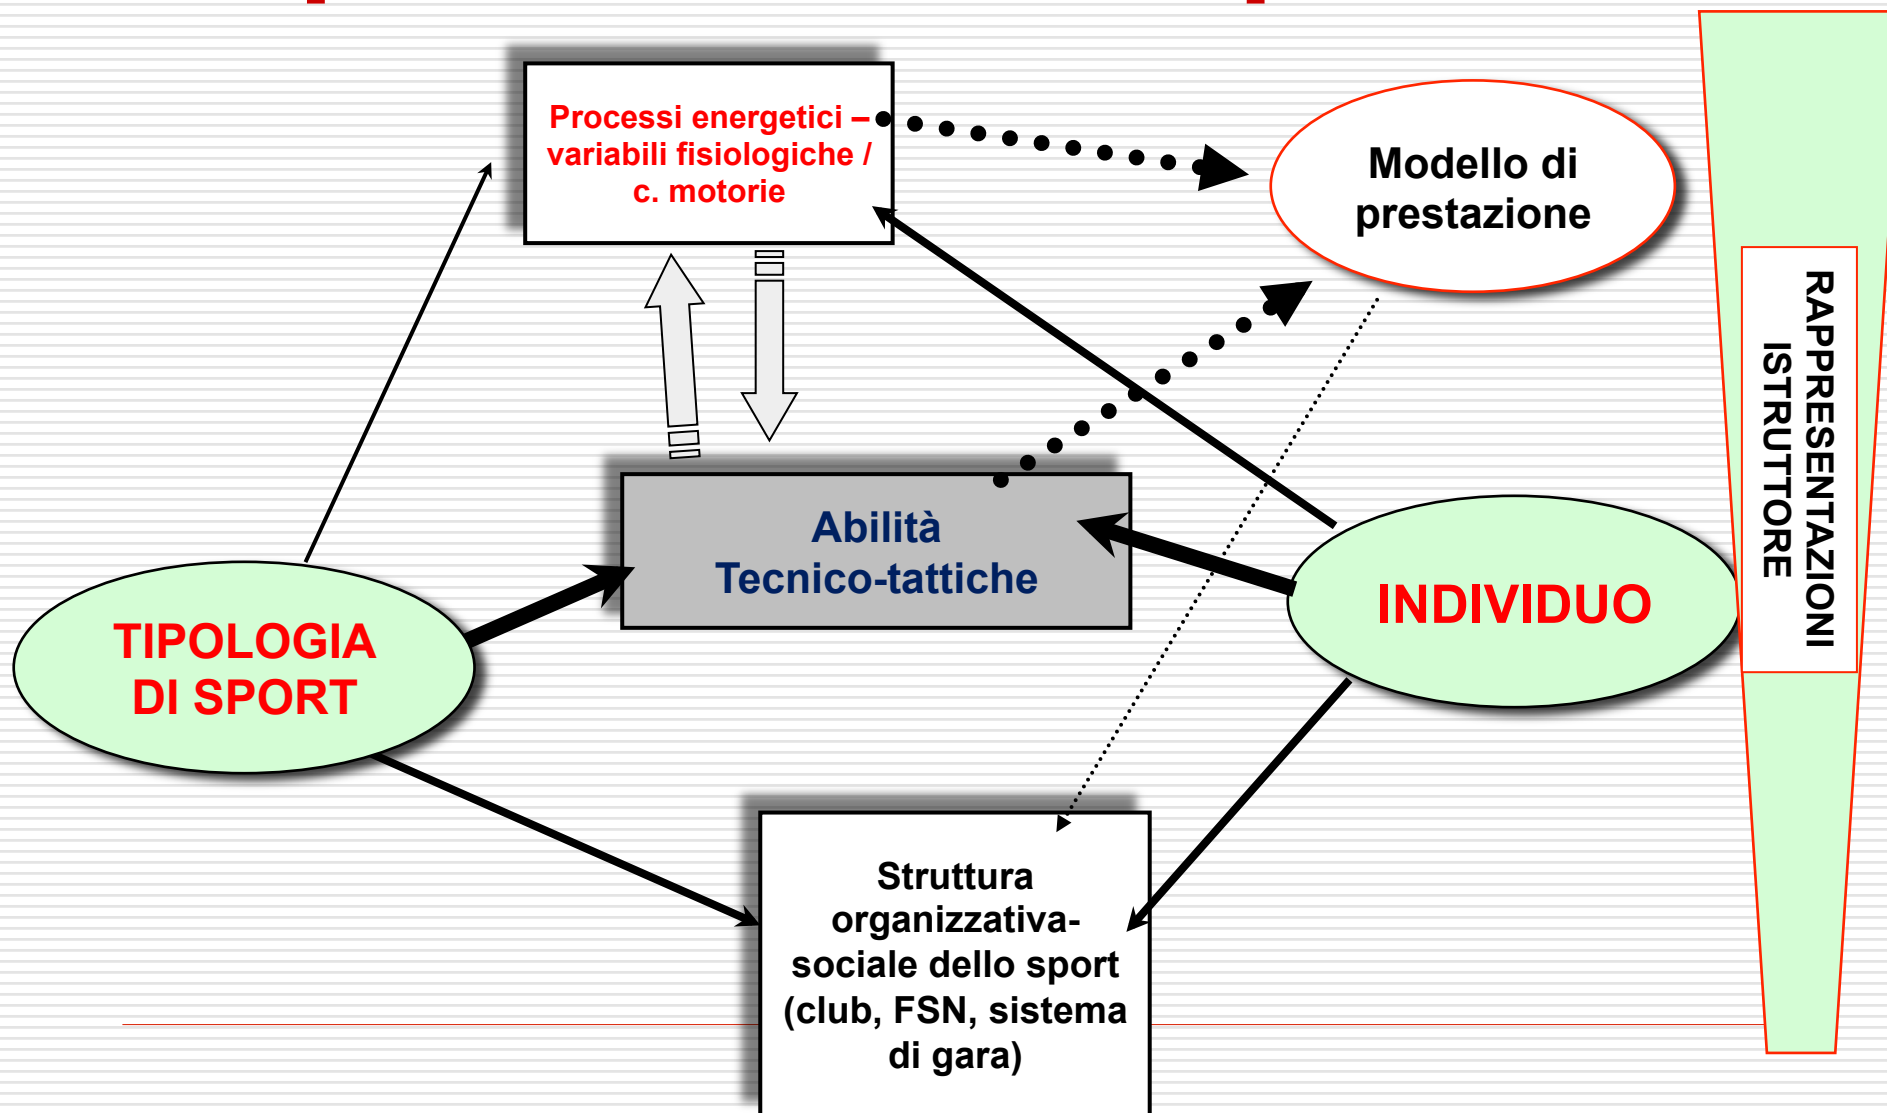 Processi energetici –
variabili fisiologiche /
c. motorie
Modello di
prestazione
RAPPRESENTAZIONI
ISTRUTTORE
Abilità
Tecnico-tattiche
INDIVIDUO
TIPOLOGIA
DI SPORT
Struttura
organizzativa-
sociale dello sport
(club, FSN, sistema
di gara)